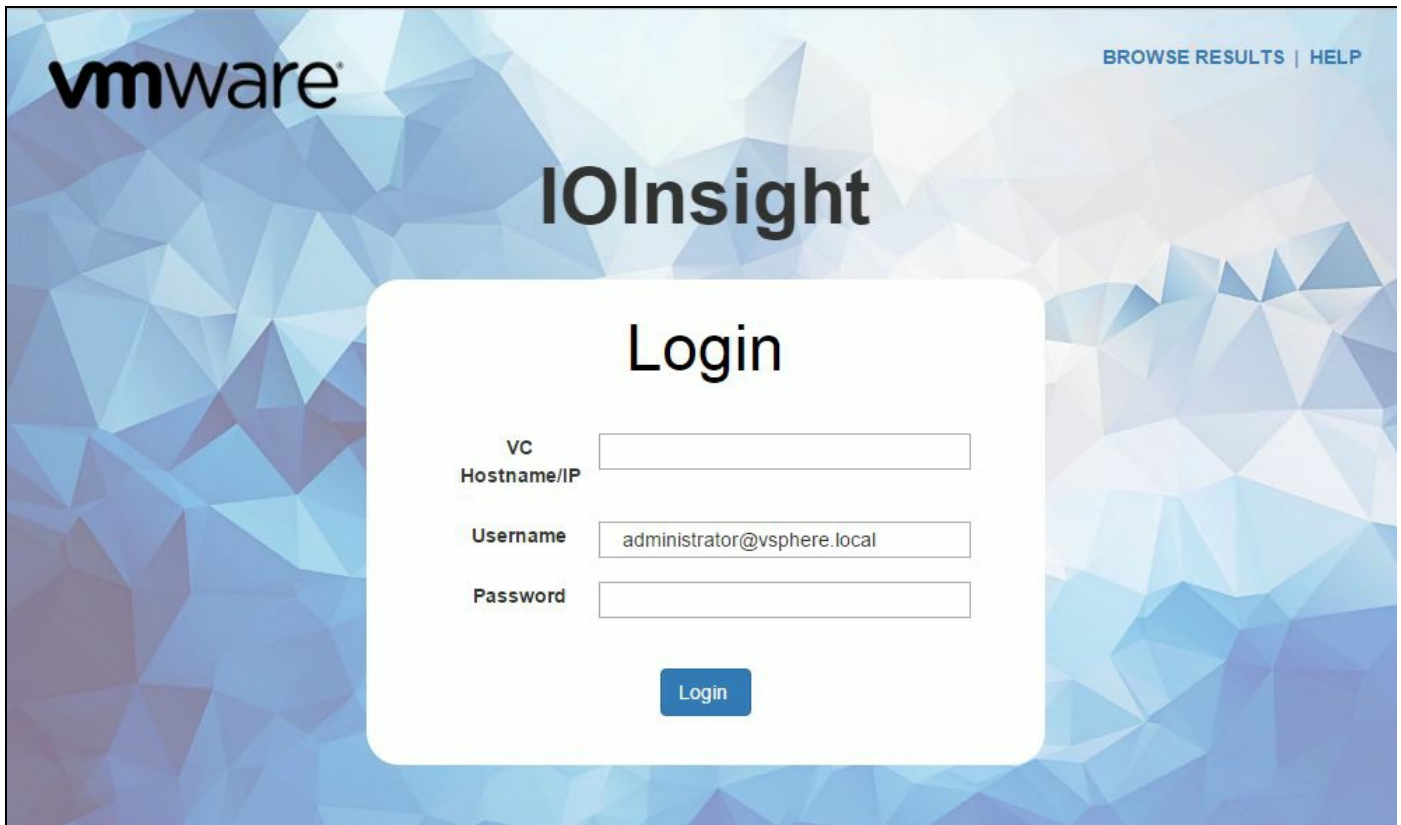 vmware®
BROWSE RESULTS | HELP
IOInsight
Login
VC
Hostname/IP
Username
administrator@vsphere.local
Password
Login